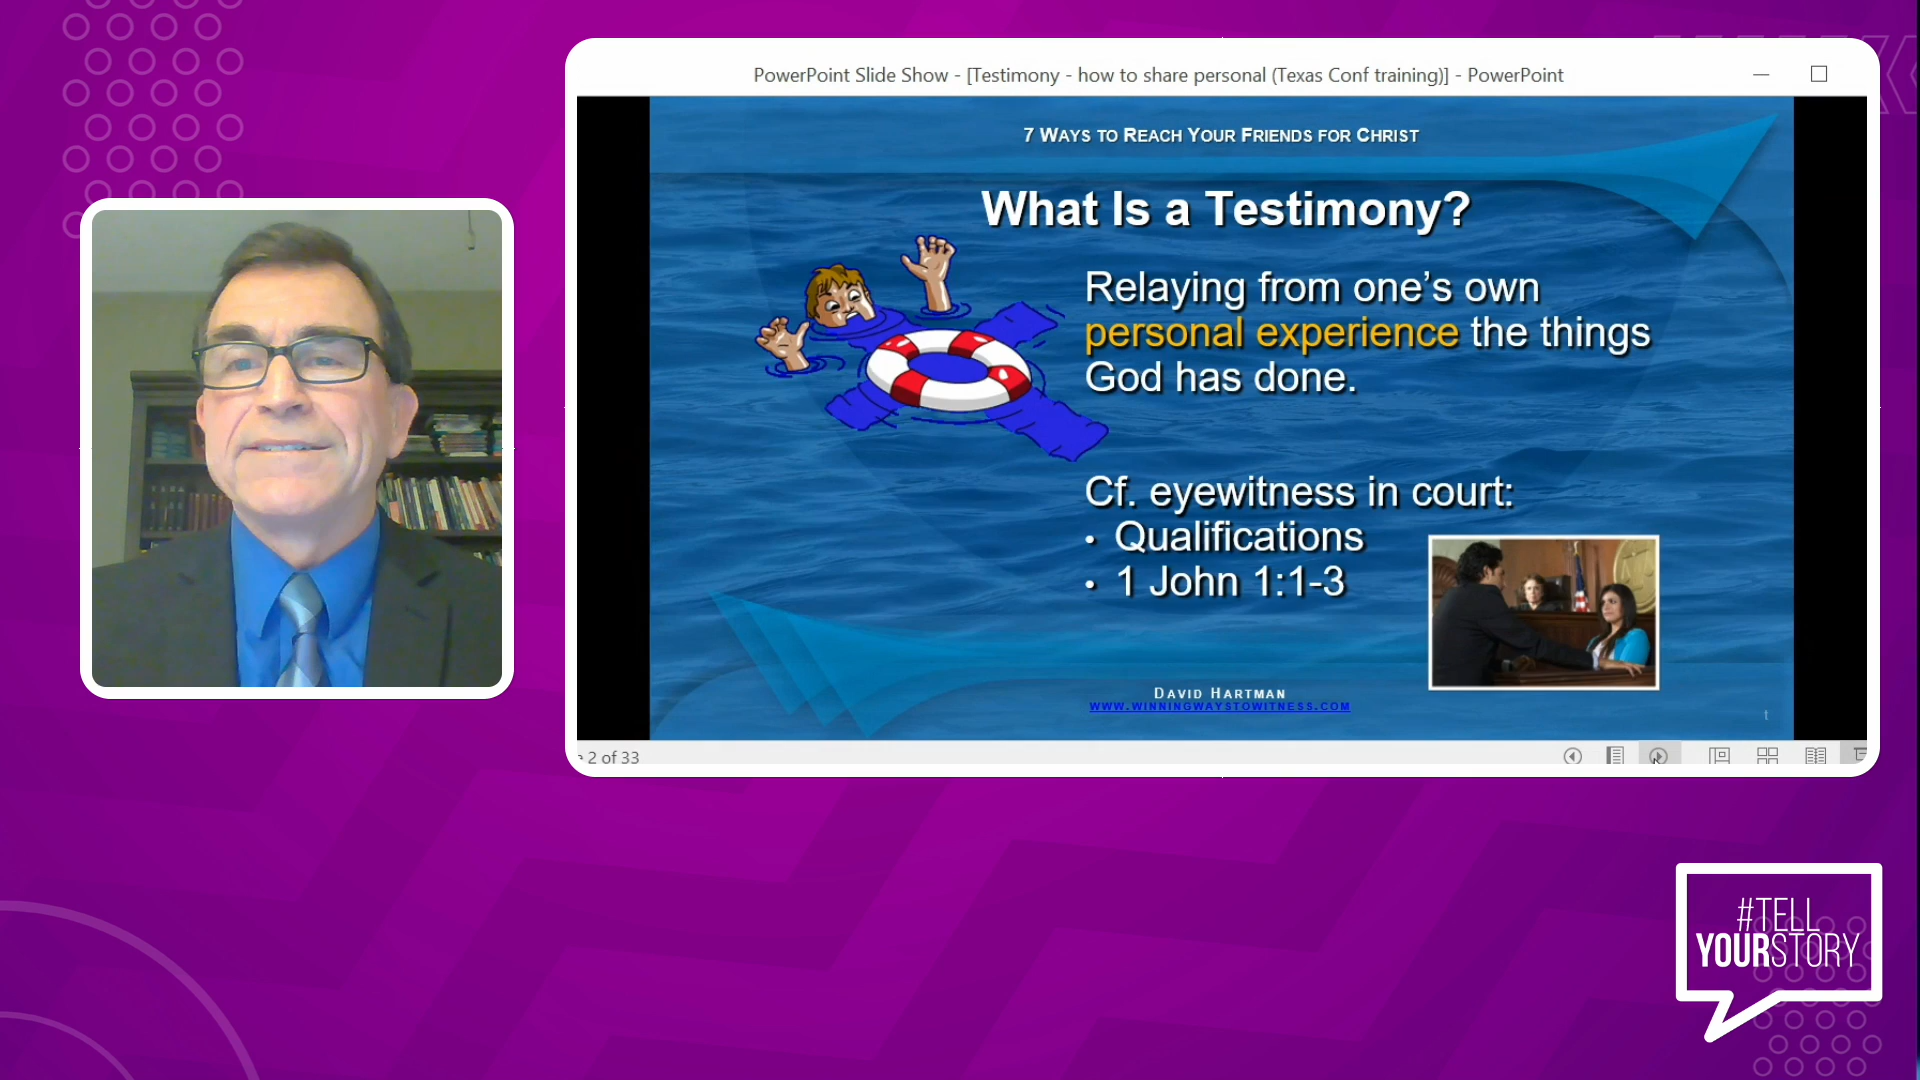 PowerPoint Slide Show - [Testimony - how to share personal (Texas Conf training)] - PowerPoint
7 WAYS TO REACH YOUR FRIENDS FOR CHRIST
What Is a Testimony?
Relaying from one's own
personal experience the things
God has done.
Cf. eyewitness in court:
• Qualifications
• 1 John 1:1-3
DAVID HARTMAN
WWW.WINNINGWAYSTOWITNESS.COM
2 of 33
#TELL
YOURSTORY